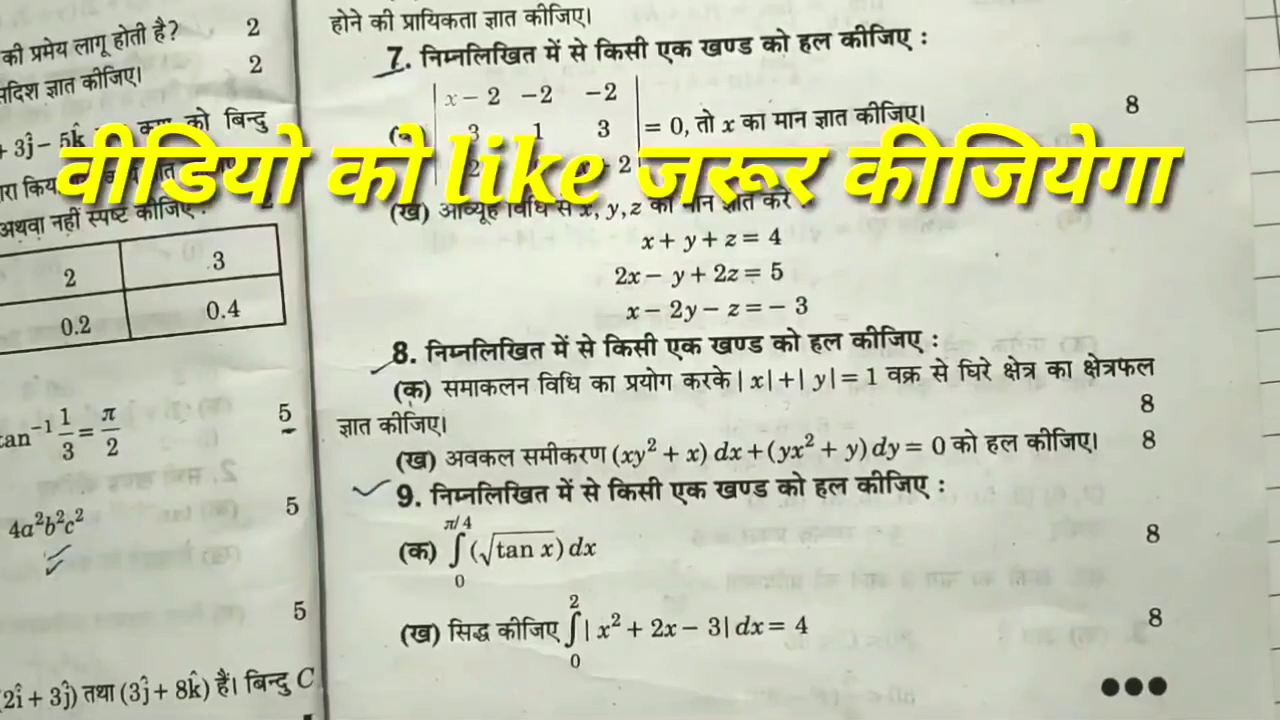 की प्रमेय लागू होती है? 2
ज्ञात कीजिए। 2
+ 3ĵ – 5k̂ को बिन्दु
अथवा नहीं स्पष्ट कीजिए
2 3
0.2 0.4
1/3 = π/2 5
4a²b²c² 5
5
2î + 3ĵ) तथा (3ĵ + 8k̂) हैं। बिन्दु C
होने की प्रायिकता ज्ञात कीजिए।
7. निम्नलिखित में से किसी एक खण्ड को हल कीजिए :
x – 2 –2 –2
3 1 3 = 0, तो x का मान ज्ञात कीजिए। 8
वीडियो को like जरूर कीजियेगा
(ख) आव्यूह विधि से x, y, z का मान ज्ञात करें :
x + y + z = 4
2x – y + 2z = 5
x – 2y – z = – 3
8. निम्नलिखित में से किसी एक खण्ड को हल कीजिए :
(क) समाकलन विधि का प्रयोग करके | x | + | y | = 1 वक्र से घिरे क्षेत्र का क्षेत्रफल
ज्ञात कीजिए। 8
(ख) अवकल समीकरण (xy² + x) dx + (yx² + y) dy = 0 को हल कीजिए। 8
9. निम्नलिखित में से किसी एक खण्ड को हल कीजिए :
(क) ∫₀^(π/4) (√tan x) dx 8
(ख) सिद्ध कीजिए ∫₀² | x² + 2x – 3 | dx = 4 8